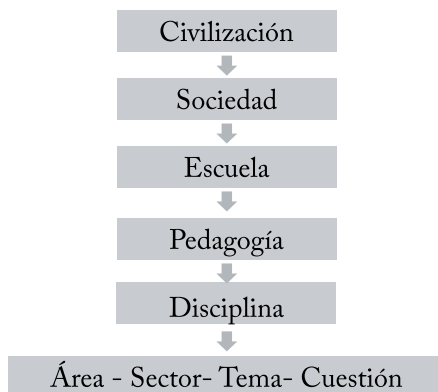 Civilización
Sociedad
Escuela
Pedagogía
Disciplina
Área - Sector- Tema- Cuestión